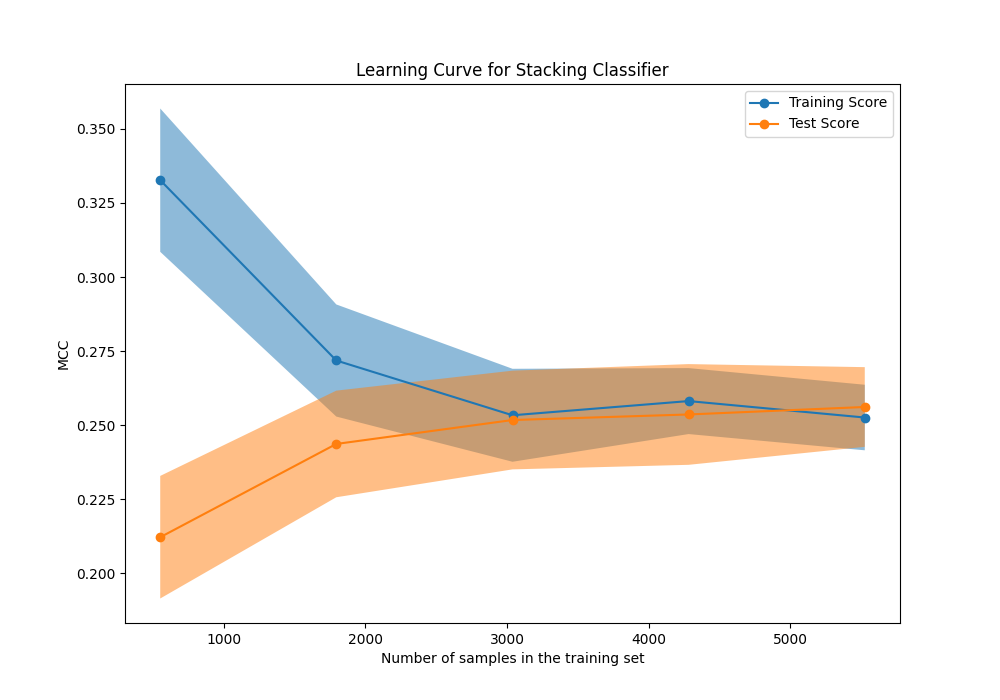 Learning Curve for Stacking Classifier
Training Score
Test Score
MCC
0.350
0.325
0.300
0.275
0.250
0.225
0.200
1000 2000 3000 4000 5000
Number of samples in the training set